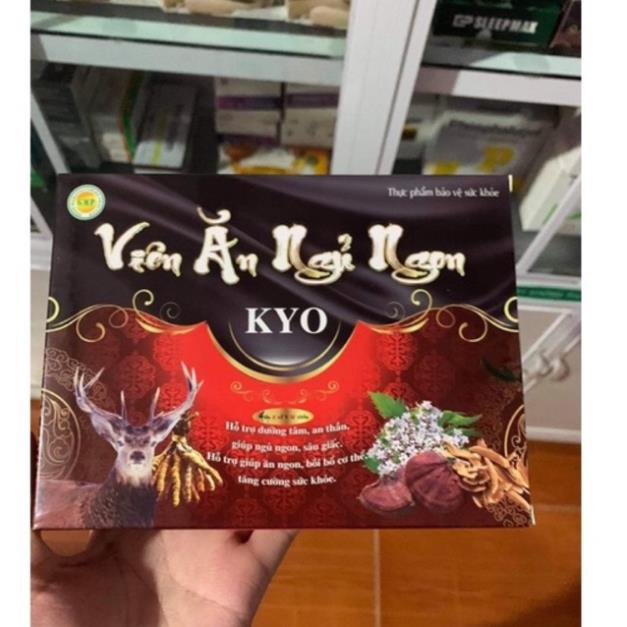 SLEEPMAX
GMP
Thực phẩm bảo vệ sức khỏe
Viên Ăn Ngủ Ngon
KYO
Hỗ trợ dưỡng tâm, an thần,
giúp ngủ ngon, sâu giấc.
Hỗ trợ giúp ăn ngon, bồi bổ cơ thể,
tăng cường sức khỏe.